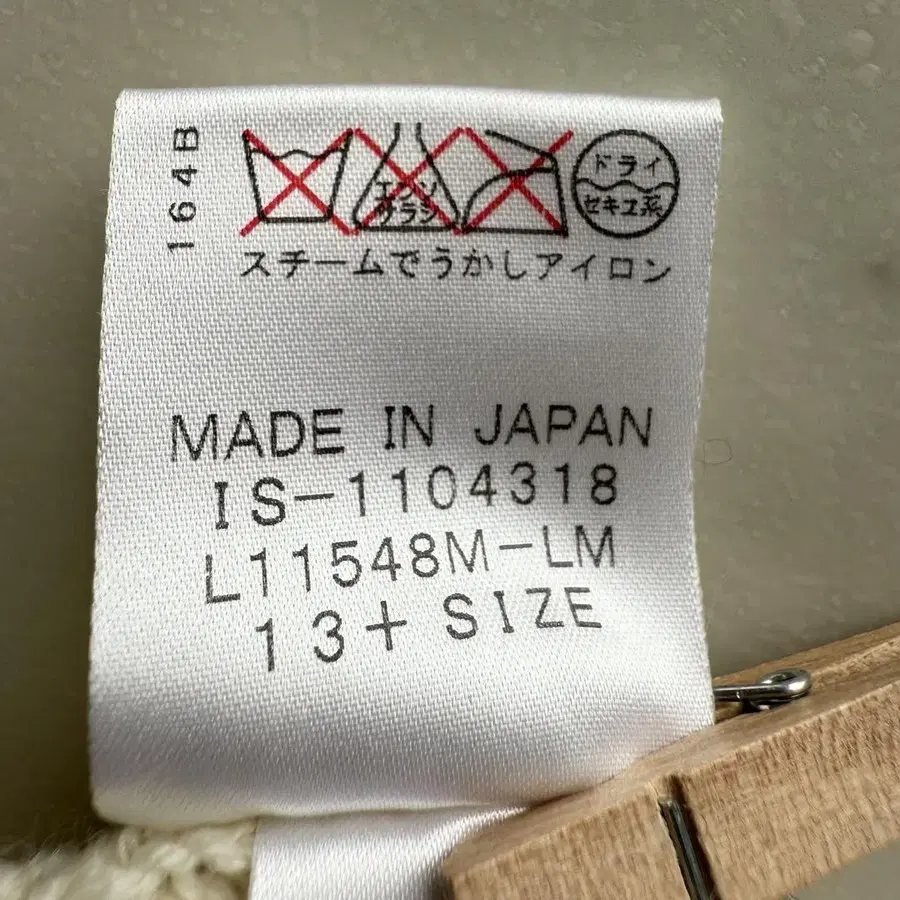 164B
エンソ
サラシ
ドライ
セキユ系
スチームでうかしアイロン
MADE IN JAPAN
IS-1104318
L11548M-LM
13+ SIZE